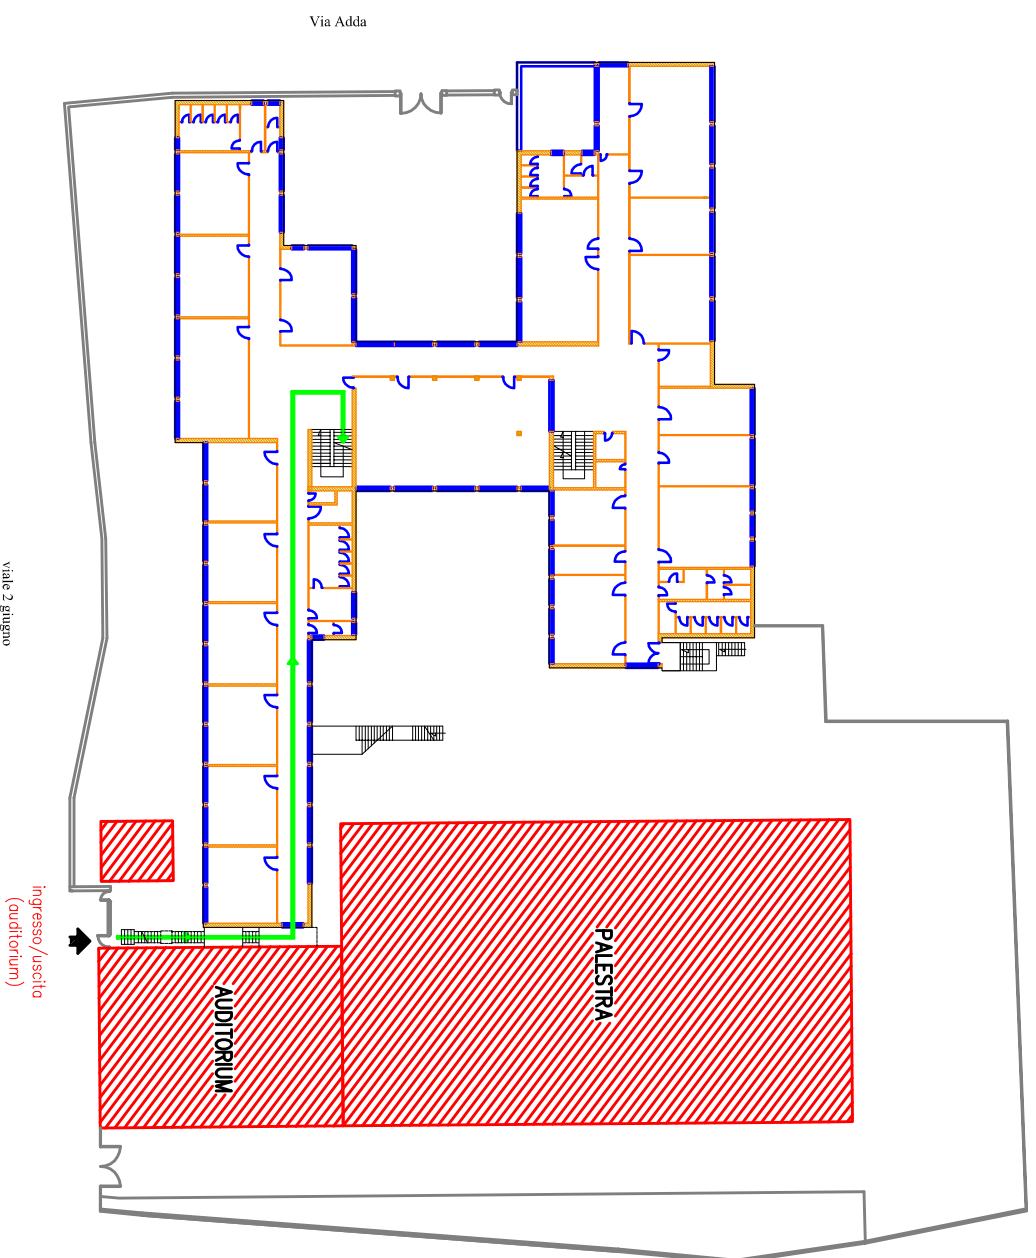 Via Adda
viale 2 giugno
ingresso/uscita
(auditorium)
PALESTRA
AUDITORIUM